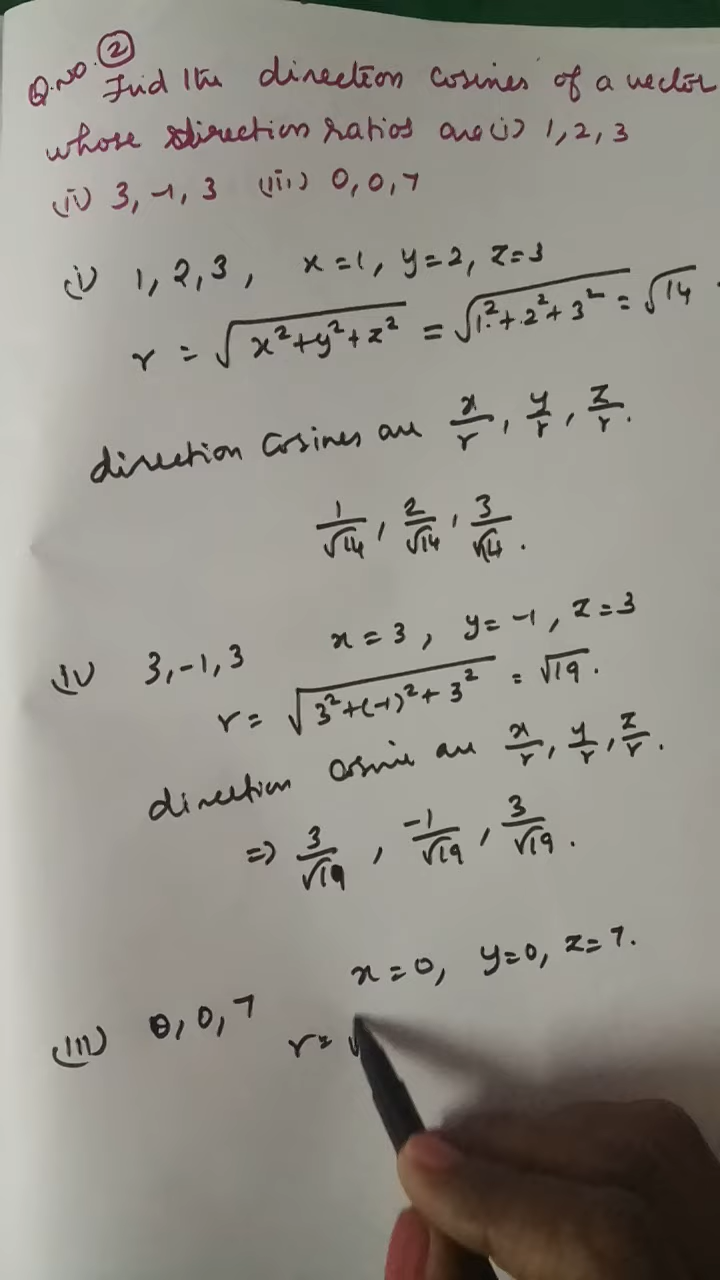 Q.No. ② Find the direction cosines of a vector
whose direction ratios are (i) 1, 2, 3
(ii) 3, -1, 3 (iii) 0, 0, 7
(i) 1, 2, 3, x = 1, y = 2, z = 3
r = √(x² + y² + z²) = √(1² + 2² + 3²) = √14 .
direction cosines are x/r, y/r, z/r.
1/√14, 2/√14, 3/√14.
(ii) 3, -1, 3 x = 3, y = -1, z = 3
r = √(3² + (-1)² + 3²) = √19.
direction cosine are x/r, y/r, z/r.
=> 3/√19, -1/√19, 3/√19.
(iii) 0, 0, 7 x = 0, y = 0, z = 7.
r = √